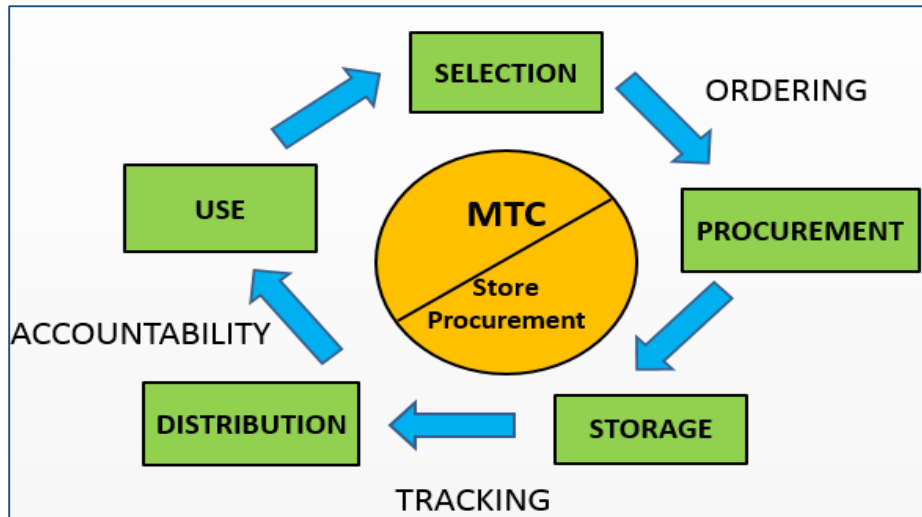 SELECTION
ORDERING
PROCUREMENT
STORAGE
TRACKING
DISTRIBUTION
ACCOUNTABILITY
USE
MTC
Store
Procurement